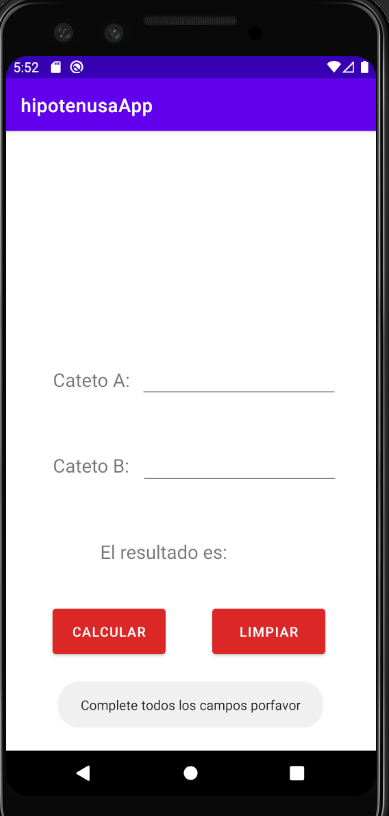 5:52
hipotenusaApp
Cateto A:
Cateto B:
El resultado es:
CALCULAR LIMPIAR
Complete todos los campos porfavor